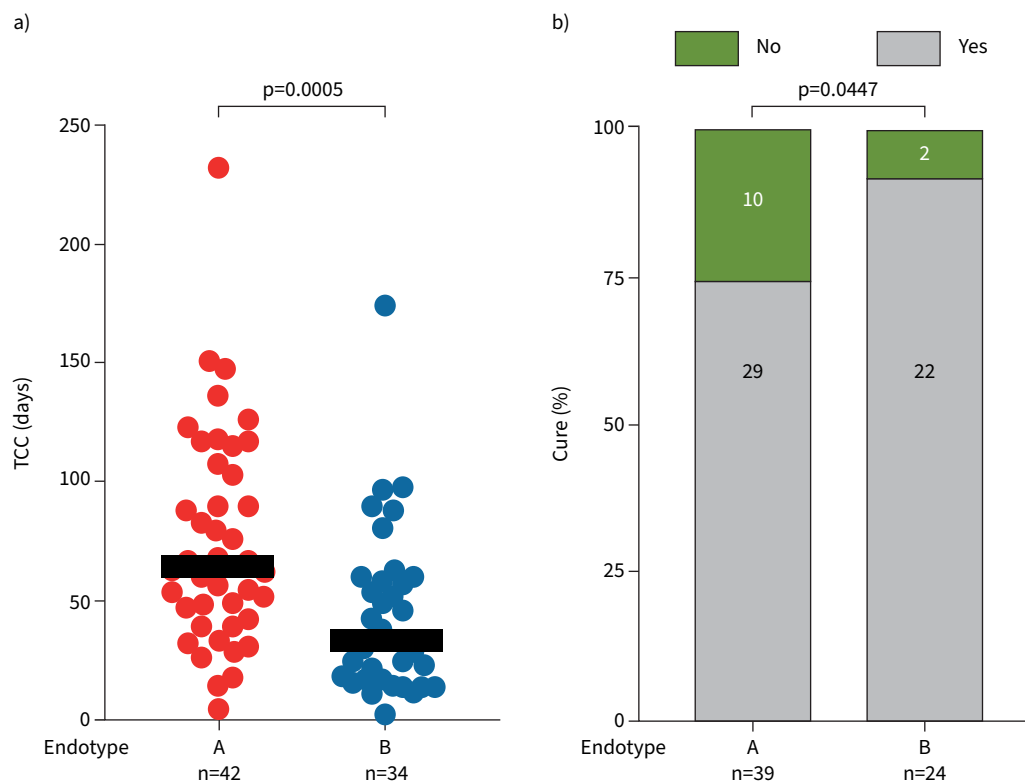 a)
p=0.0005
250
200
150
100
50
0
TCC (days)
Endotype A B
n=42 n=34
b)
No Yes
p=0.0447
100
75
50
25
0
Cure (%)
10
2
29
22
Endotype A B
n=39 n=24